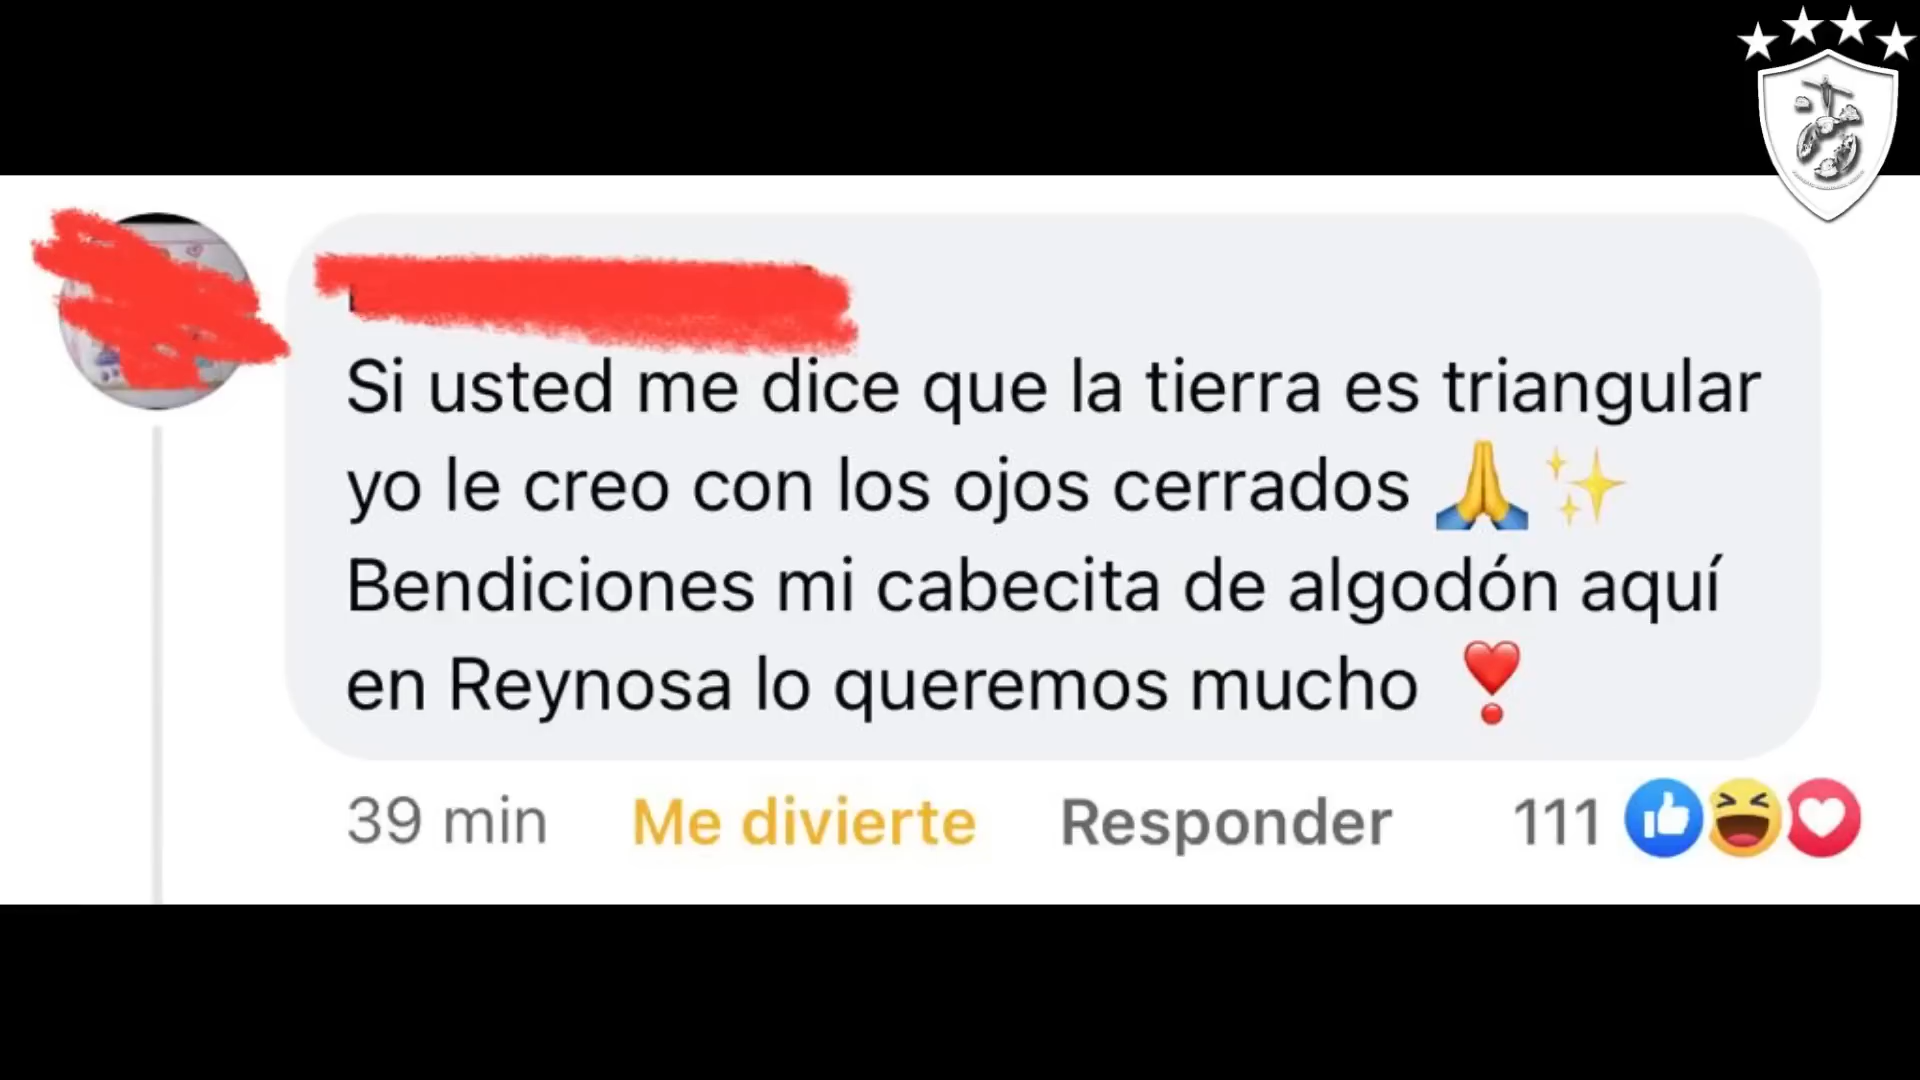 Si usted me dice que la tierra es triangular
yo le creo con los ojos cerrados 🙏✨
Bendiciones mi cabecita de algodón aquí
en Reynosa lo queremos mucho ❣️
39 min Me divierte Responder 111